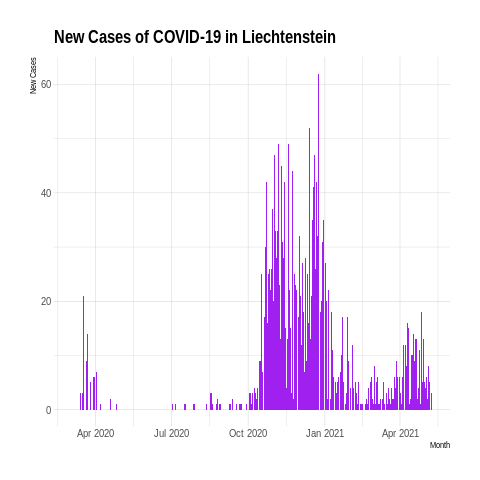 New Cases of COVID-19 in Liechtenstein
New Cases
60
40
20
0
Apr 2020 Jul 2020 Oct 2020 Jan 2021 Apr 2021
Month